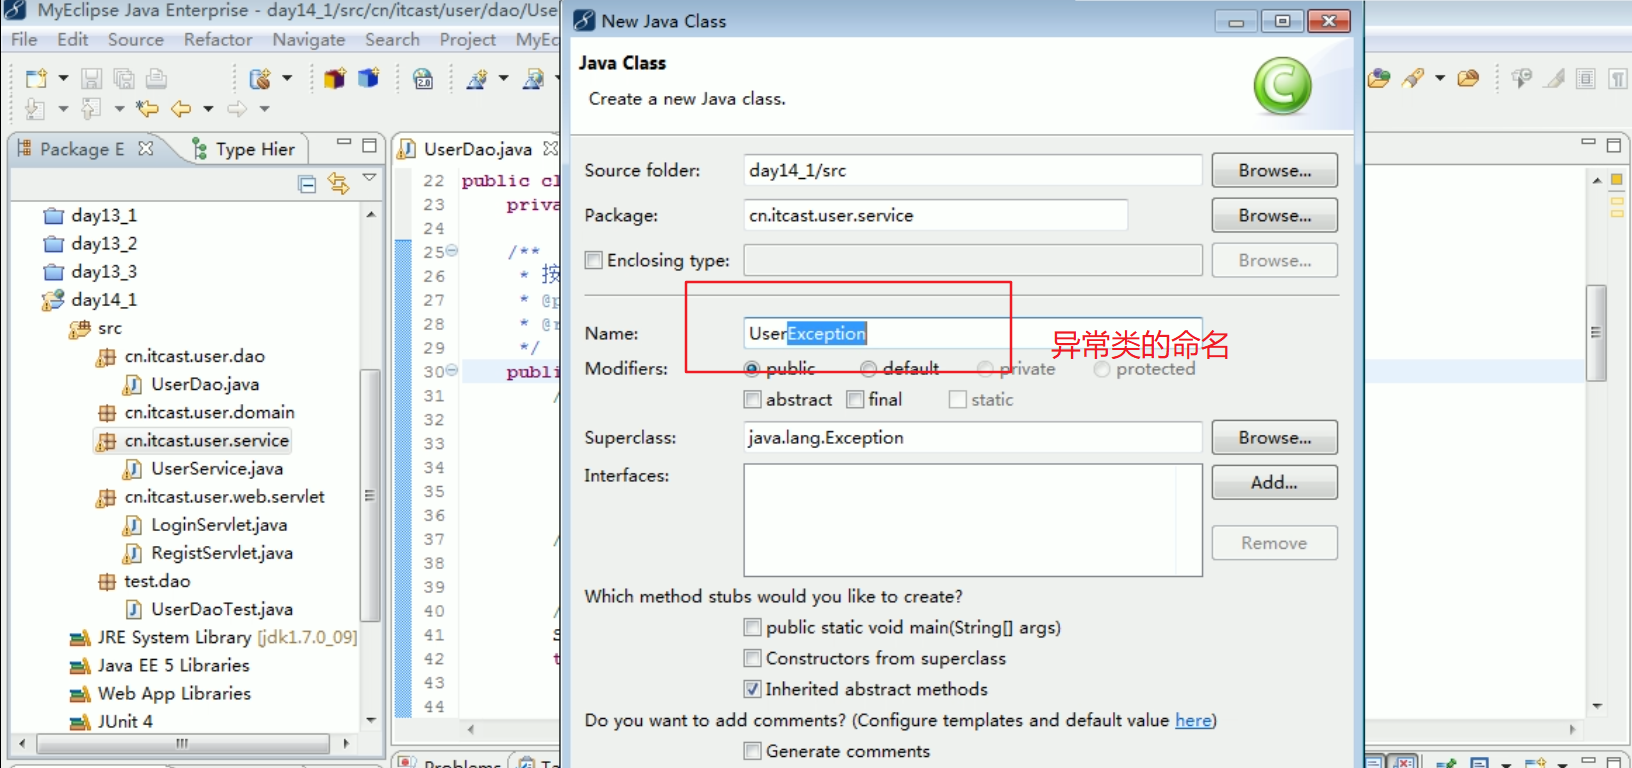 MyEclipse Java Enterprise - day14_1/src/cn/itcast/user/dao/Use
File Edit Source Refactor Navigate Search Project MyEc
Package E Type Hier
day13_1
day13_2
day13_3
day14_1
src
cn.itcast.user.dao
UserDao.java
cn.itcast.user.domain
cn.itcast.user.service
UserService.java
cn.itcast.user.web.servlet
LoginServlet.java
RegistServlet.java
test.dao
UserDaoTest.java
JRE System Library [jdk1.7.0_09]
Java EE 5 Libraries
Web App Libraries
JUnit 4
UserDao.java
22 public cl
23 priva
24
25 /**
26 * 按
27 * @p
28 * @r
29 */
30 publi
31 /
32
33
34
35
36
37 /
38
39
40 /
41 S
42 t
43
44
Problems
New Java Class
Java Class
Create a new Java class.
Source folder: day14_1/src Browse...
Package: cn.itcast.user.service Browse...
Enclosing type: Browse...
Name: UserException
异常类的命名
Modifiers: public default private protected
abstract final static
Superclass: java.lang.Exception Browse...
Interfaces: Add...
Remove
Which method stubs would you like to create?
public static void main(String[] args)
Constructors from superclass
Inherited abstract methods
Do you want to add comments? (Configure templates and default value here)
Generate comments